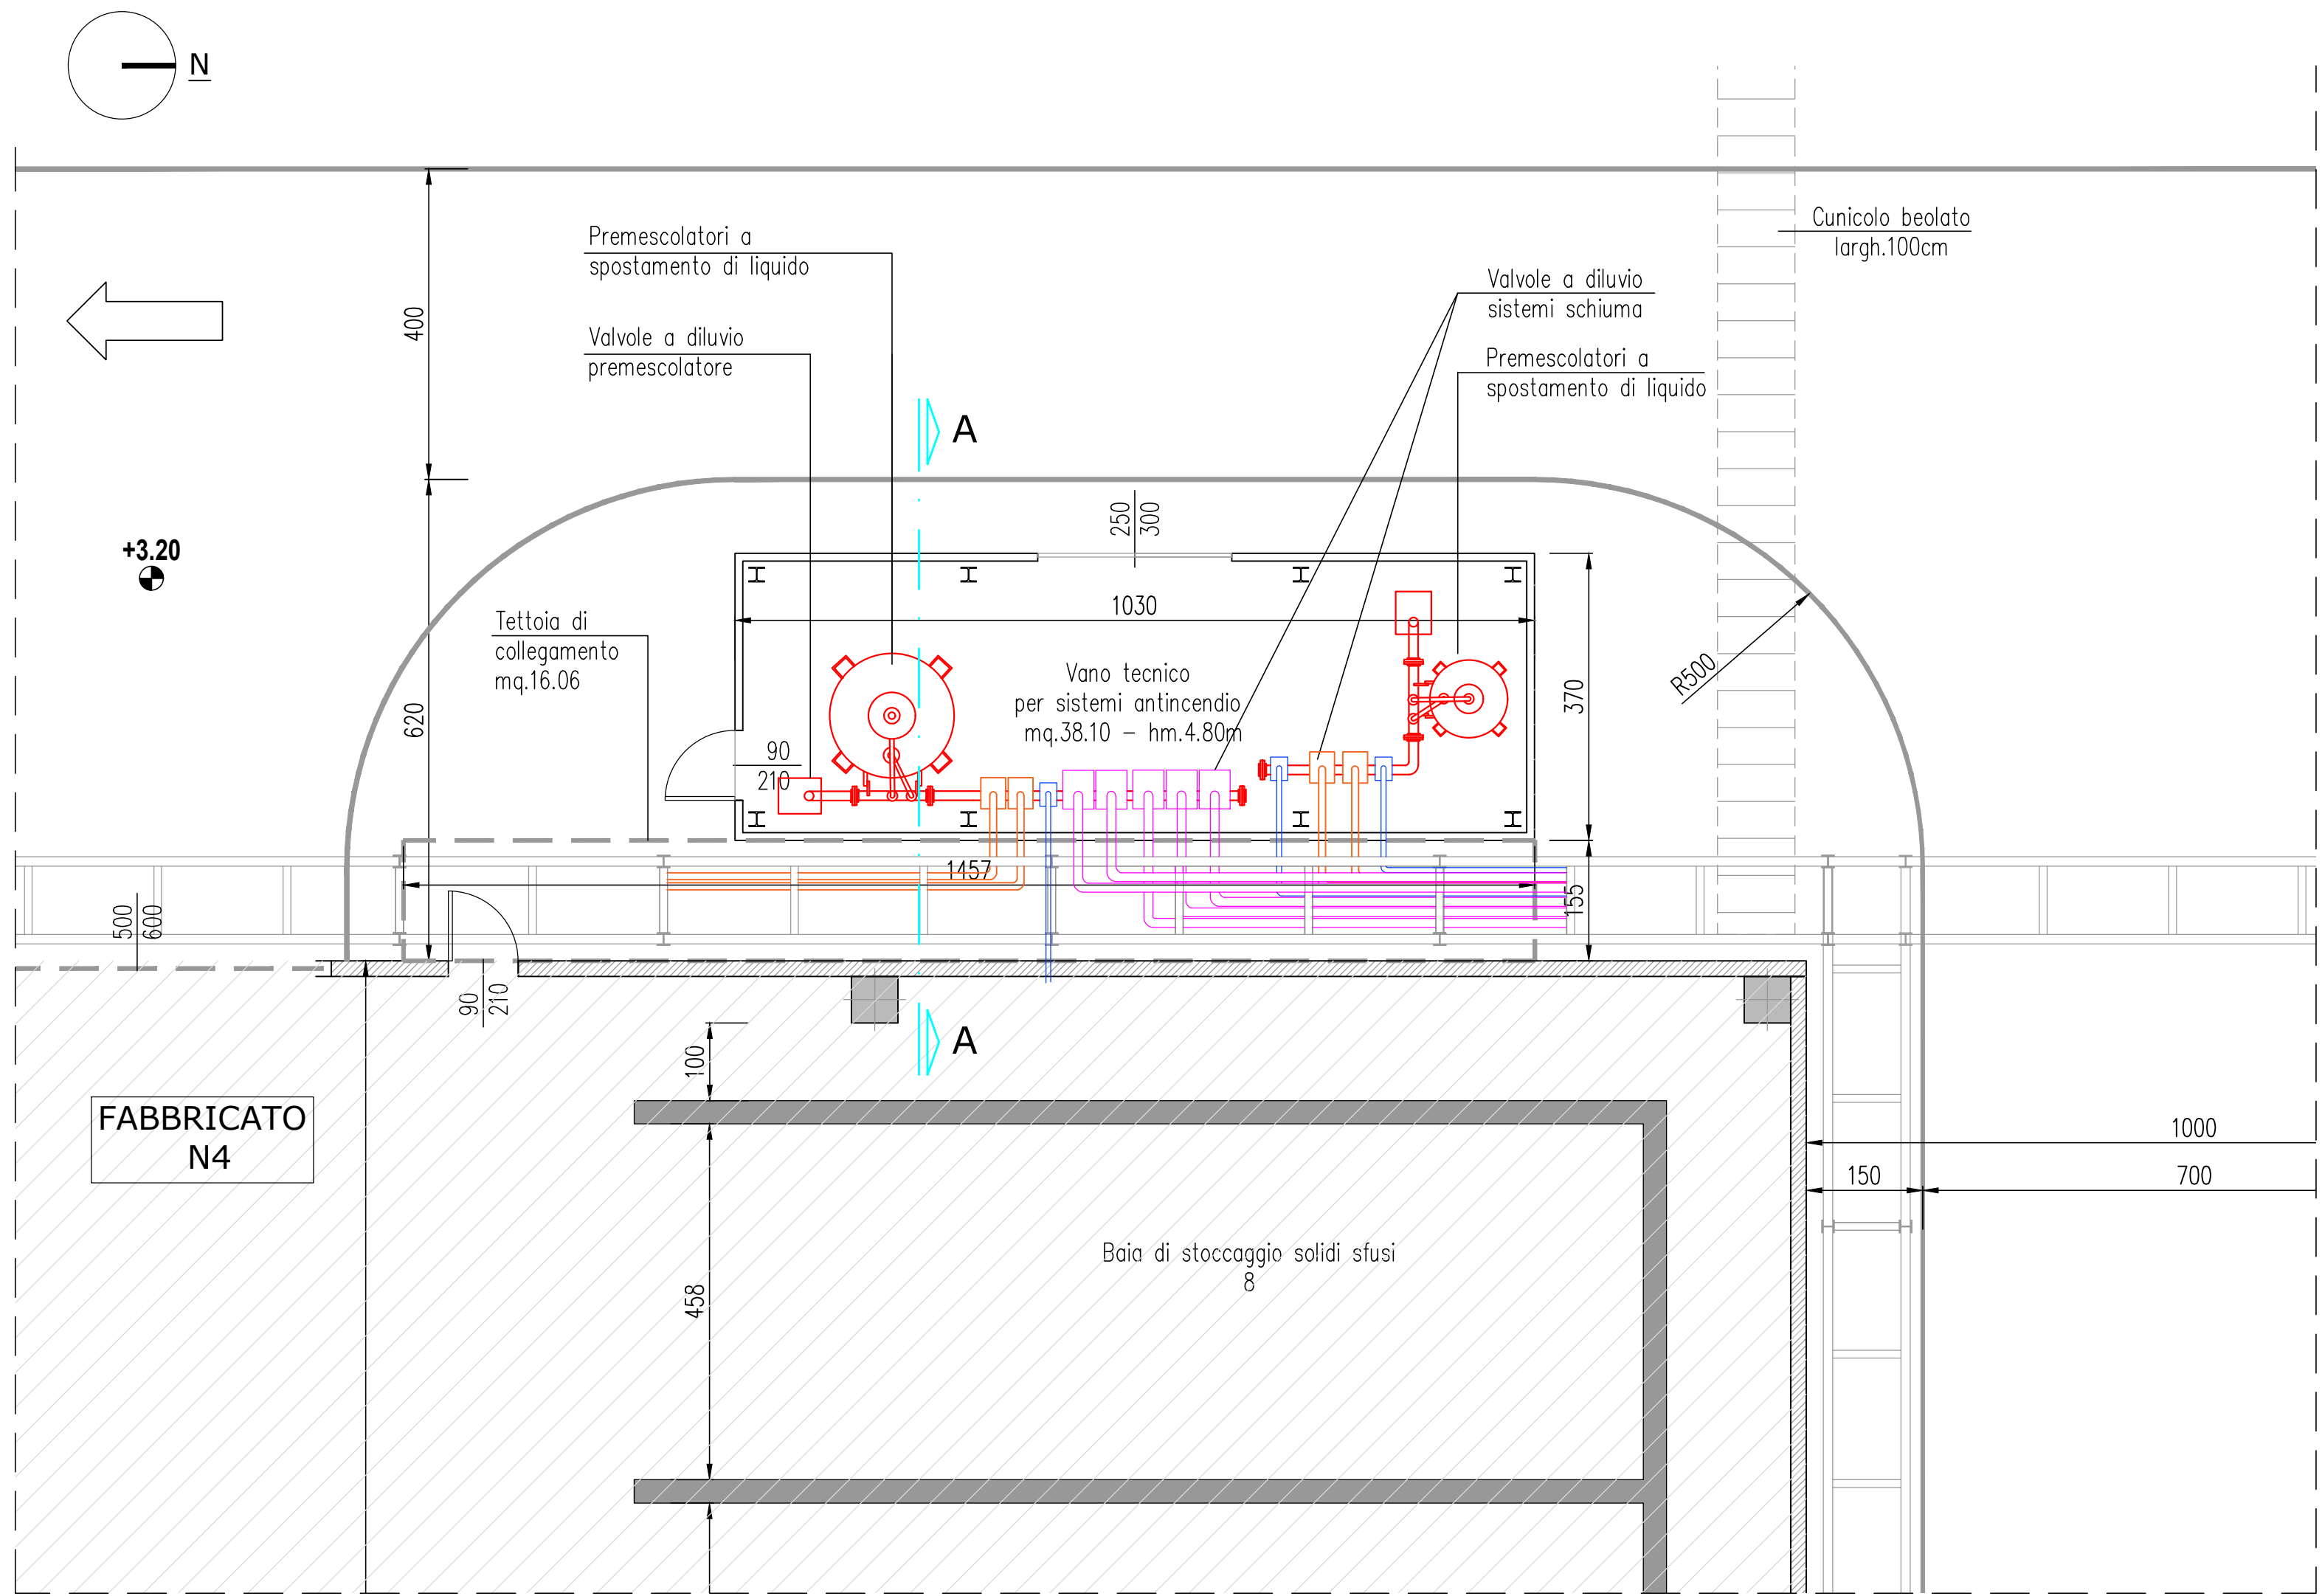 N
Cunicolo beolato
largh.100cm
Premescolatori a
spostamento di liquido
Valvole a diluvio
sistemi schiuma
400
Valvole a diluvio
premescolatore
Premescolatori a
spostamento di liquido
A
250
300
+3.20
1030
Tettoia di
collegamento
mq.16.06
Vano tecnico
per sistemi antincendio
mq.38.10 - hm.4.80m
R500
370
620
90
210
1457
155
500
600
90
210
A
100
FABBRICATO
N4
1000
150
700
Baia di stoccaggio solidi sfusi
8
458